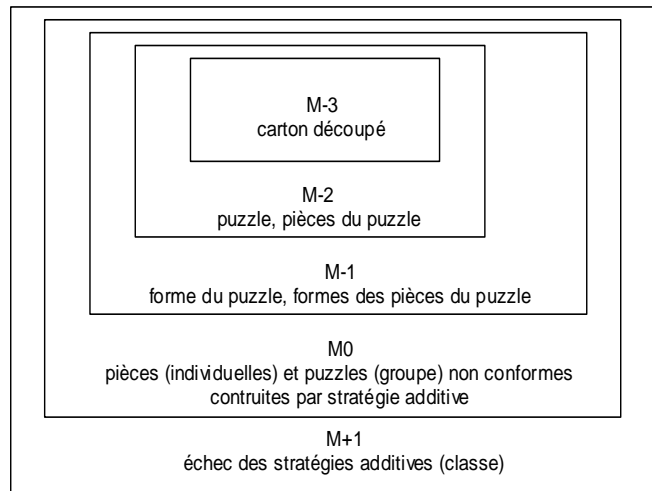 M-3
carton découpé
M-2
puzzle, pièces du puzzle
M-1
forme du puzzle, formes des pièces du puzzle
M0
pièces (individuelles) et puzzles (groupe) non conformes
contruites par stratégie additive
M+1
échec des stratégies additives (classe)